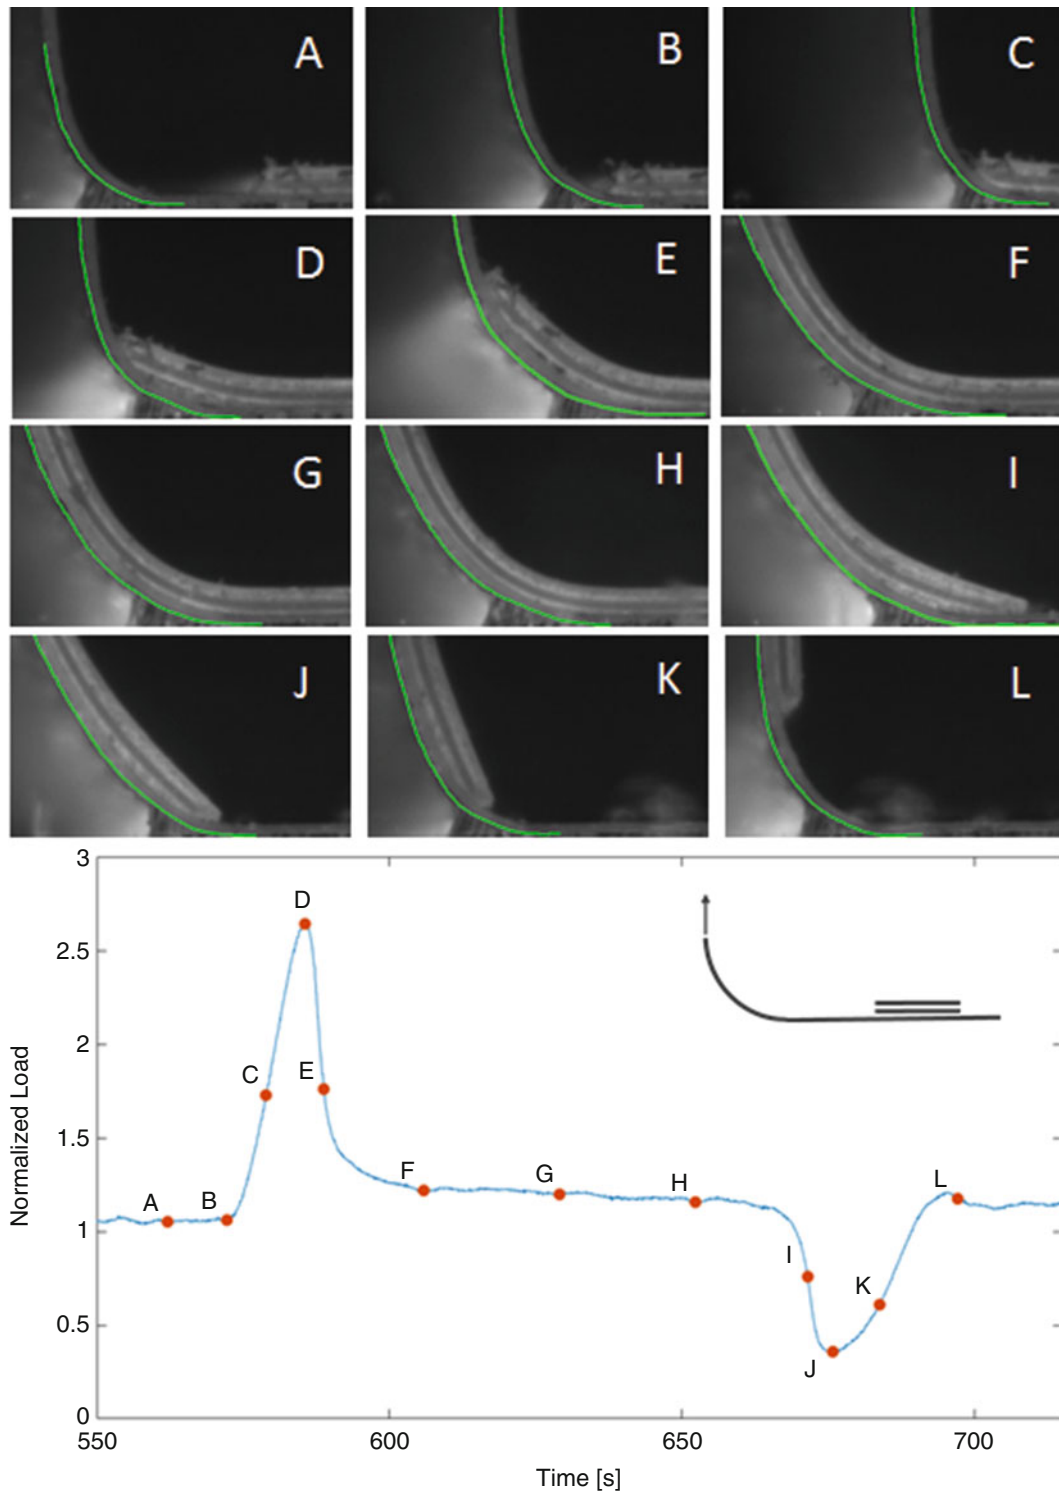 A B C
D E F
G H I
J K L
3
2.5
2
1.5
1
0.5
0
Normalized Load
A
B
C
D
E
F
G
H
I
J
K
L
550 600 650 700
Time [s]